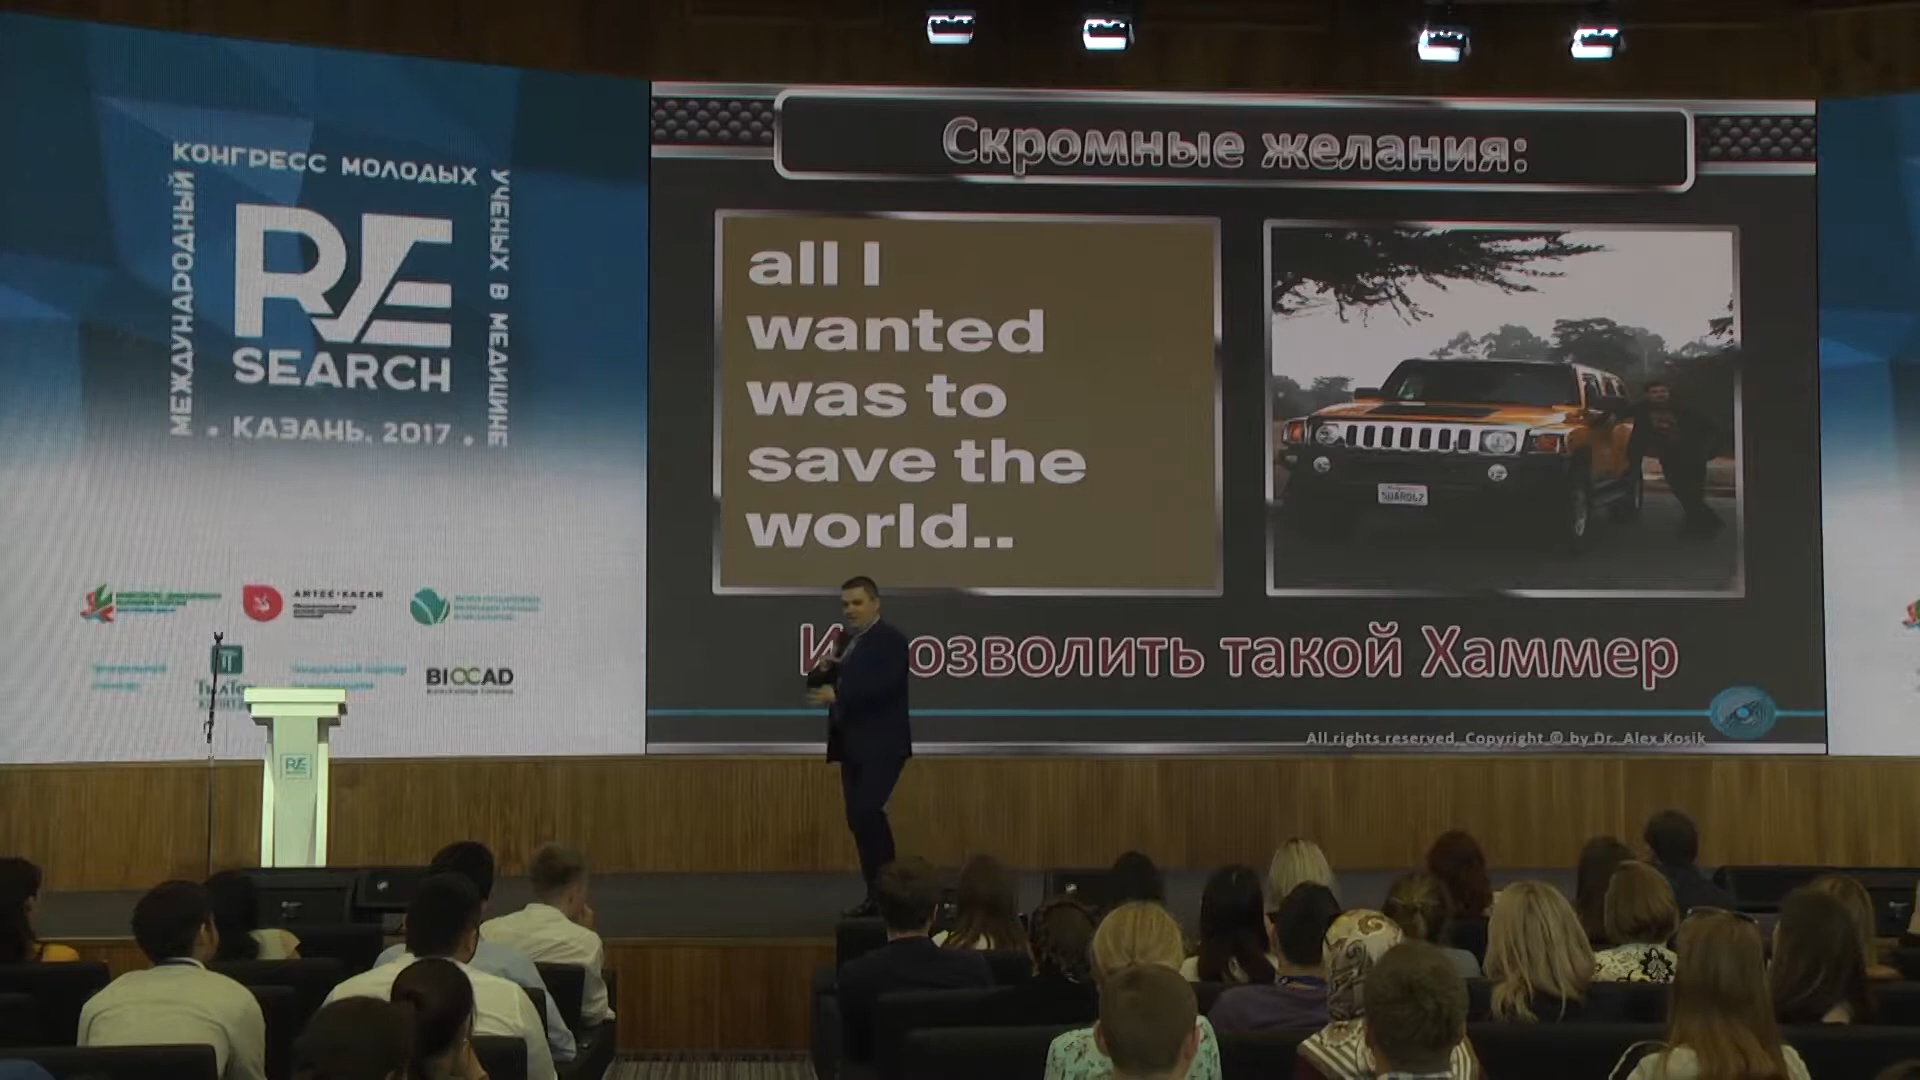 КОНГРЕСС МОЛОДЫХ
УЧЕНЫХ В МЕДИЦИНЕ
МЕЖДУНАРОДНЫЙ
RE
SEARCH
• КАЗАНЬ, 2017 •
BIOCAD
RE
Скромные желания:
all I
wanted
was to
save the
world..
И озволить такой Хаммер
All rights reserved, Copyright © by Dr. Alex Kosik